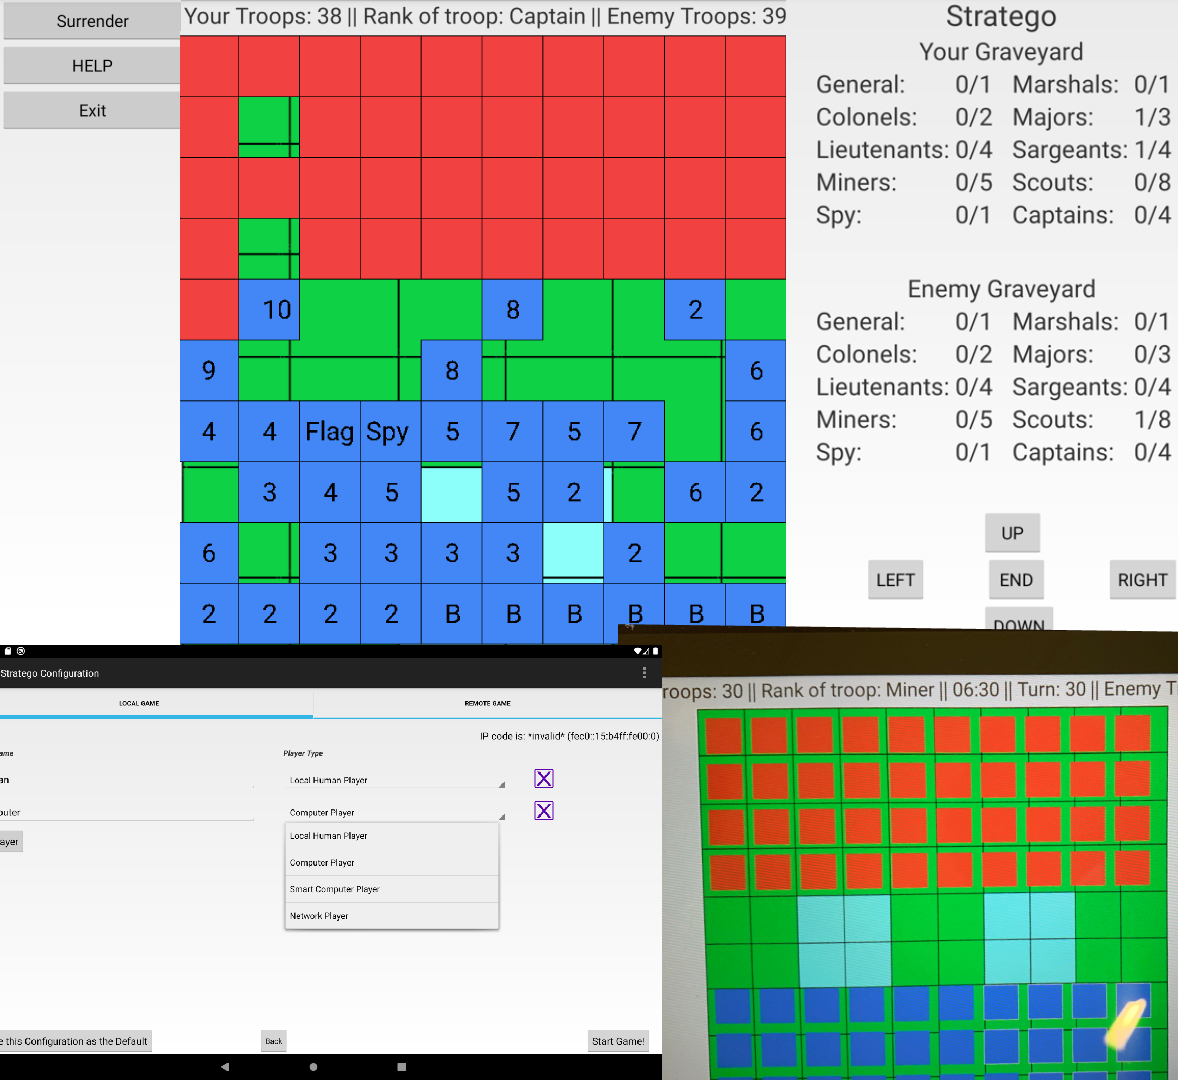 Surrender
HELP
Exit
Your Troops: 38 || Rank of troop: Captain || Enemy Troops: 39
10 8 2
9 8 6
4 4 Flag Spy 5 7 5 7 6
3 4 5 5 2 6 2
6 3 3 3 3 2
2 2 2 2 B B B B B B
Stratego
Your Graveyard
General: 0/1 Marshals: 0/1
Colonels: 0/2 Majors: 1/3
Lieutenants: 0/4 Sargeants: 1/4
Miners: 0/5 Scouts: 0/8
Spy: 0/1 Captains: 0/4
Enemy Graveyard
General: 0/1 Marshals: 0/1
Colonels: 0/2 Majors: 0/3
Lieutenants: 0/4 Sargeants: 0/4
Miners: 0/5 Scouts: 1/8
Spy: 0/1 Captains: 0/4
UP
LEFT END RIGHT
DOWN
Stratego Configuration
LOCAL GAME REMOTE GAME
IP code is: *invalid* (fec0::15:b4ff:fe00:0)
ame Player Type
an Local Human Player
outer Computer Player
ayer
Local Human Player
Computer Player
Smart Computer Player
Network Player
e this Configuration as the Default Back Start Game!
roops: 30 || Rank of troop: Miner || 06:30 || Turn: 30 || Enemy T